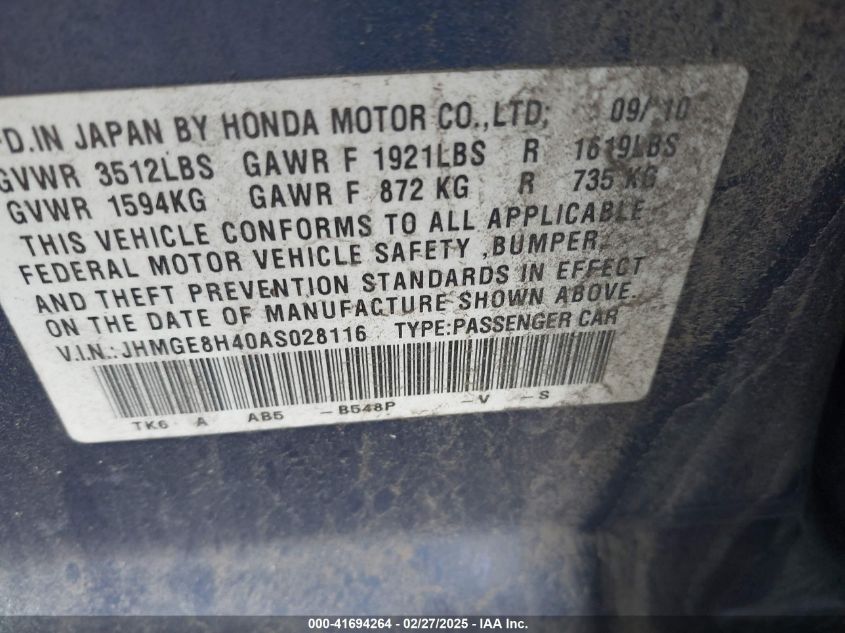 D.IN JAPAN BY HONDA MOTOR CO.,LTD; 09/10
GVWR 3512LBS GAWR F 1921LBS R 1619LBS
GVWR 1594KG GAWR F 872 KG R 735 KG
THIS VEHICLE CONFORMS TO ALL APPLICABLE
FEDERAL MOTOR VEHICLE SAFETY ,BUMPER,
AND THEFT PREVENTION STANDARDS IN EFFECT
ON THE DATE OF MANUFACTURE SHOWN ABOVE.
V.I.N.: JHMGE8H40AS028116 TYPE:PASSENGER CAR
TK6 A AB5 -B548P -V -S
000-41694264 - 02/27/2025 - IAA Inc.